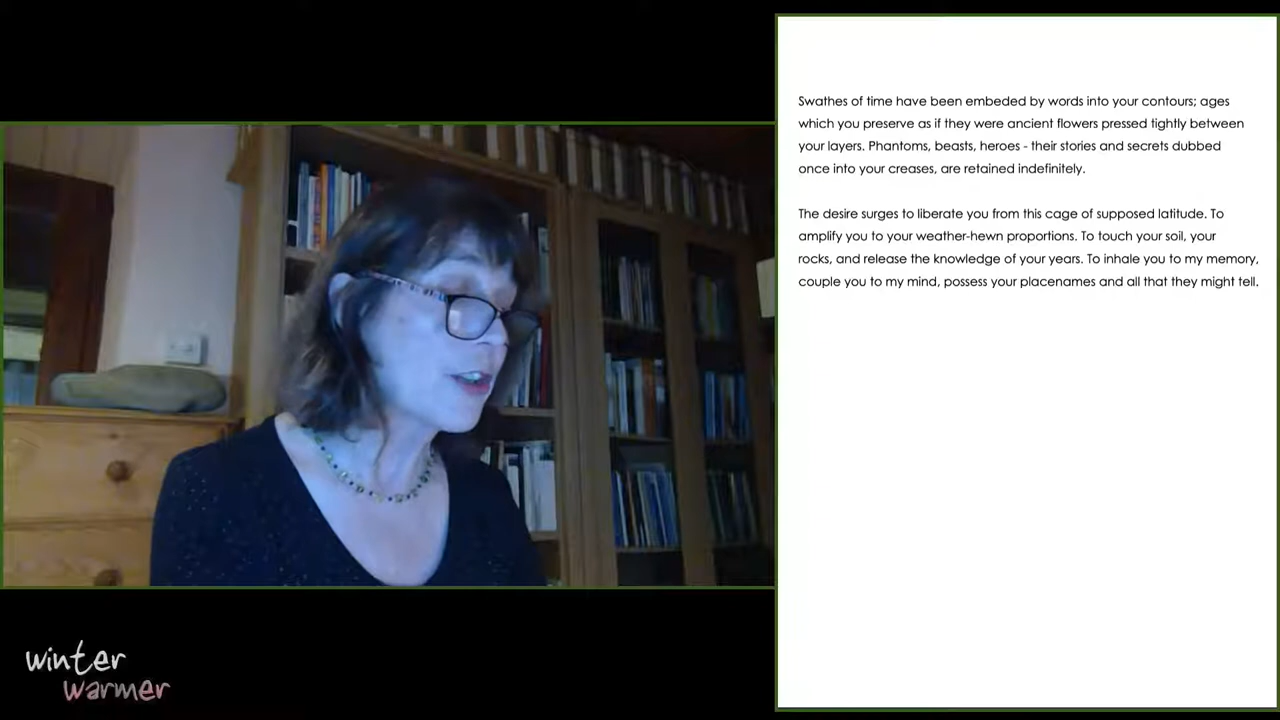 Swathes of time have been embeded by words into your contours; ages
which you preserve as if they were ancient flowers pressed tightly between
your layers. Phantoms, beasts, heroes - their stories and secrets dubbed
once into your creases, are retained indefinitely.
The desire surges to liberate you from this cage of supposed latitude. To
amplify you to your weather-hewn proportions. To touch your soil, your
rocks, and release the knowledge of your years. To inhale you to my memory,
couple you to my mind, possess your placenames and all that they might tell.
winter
warmer